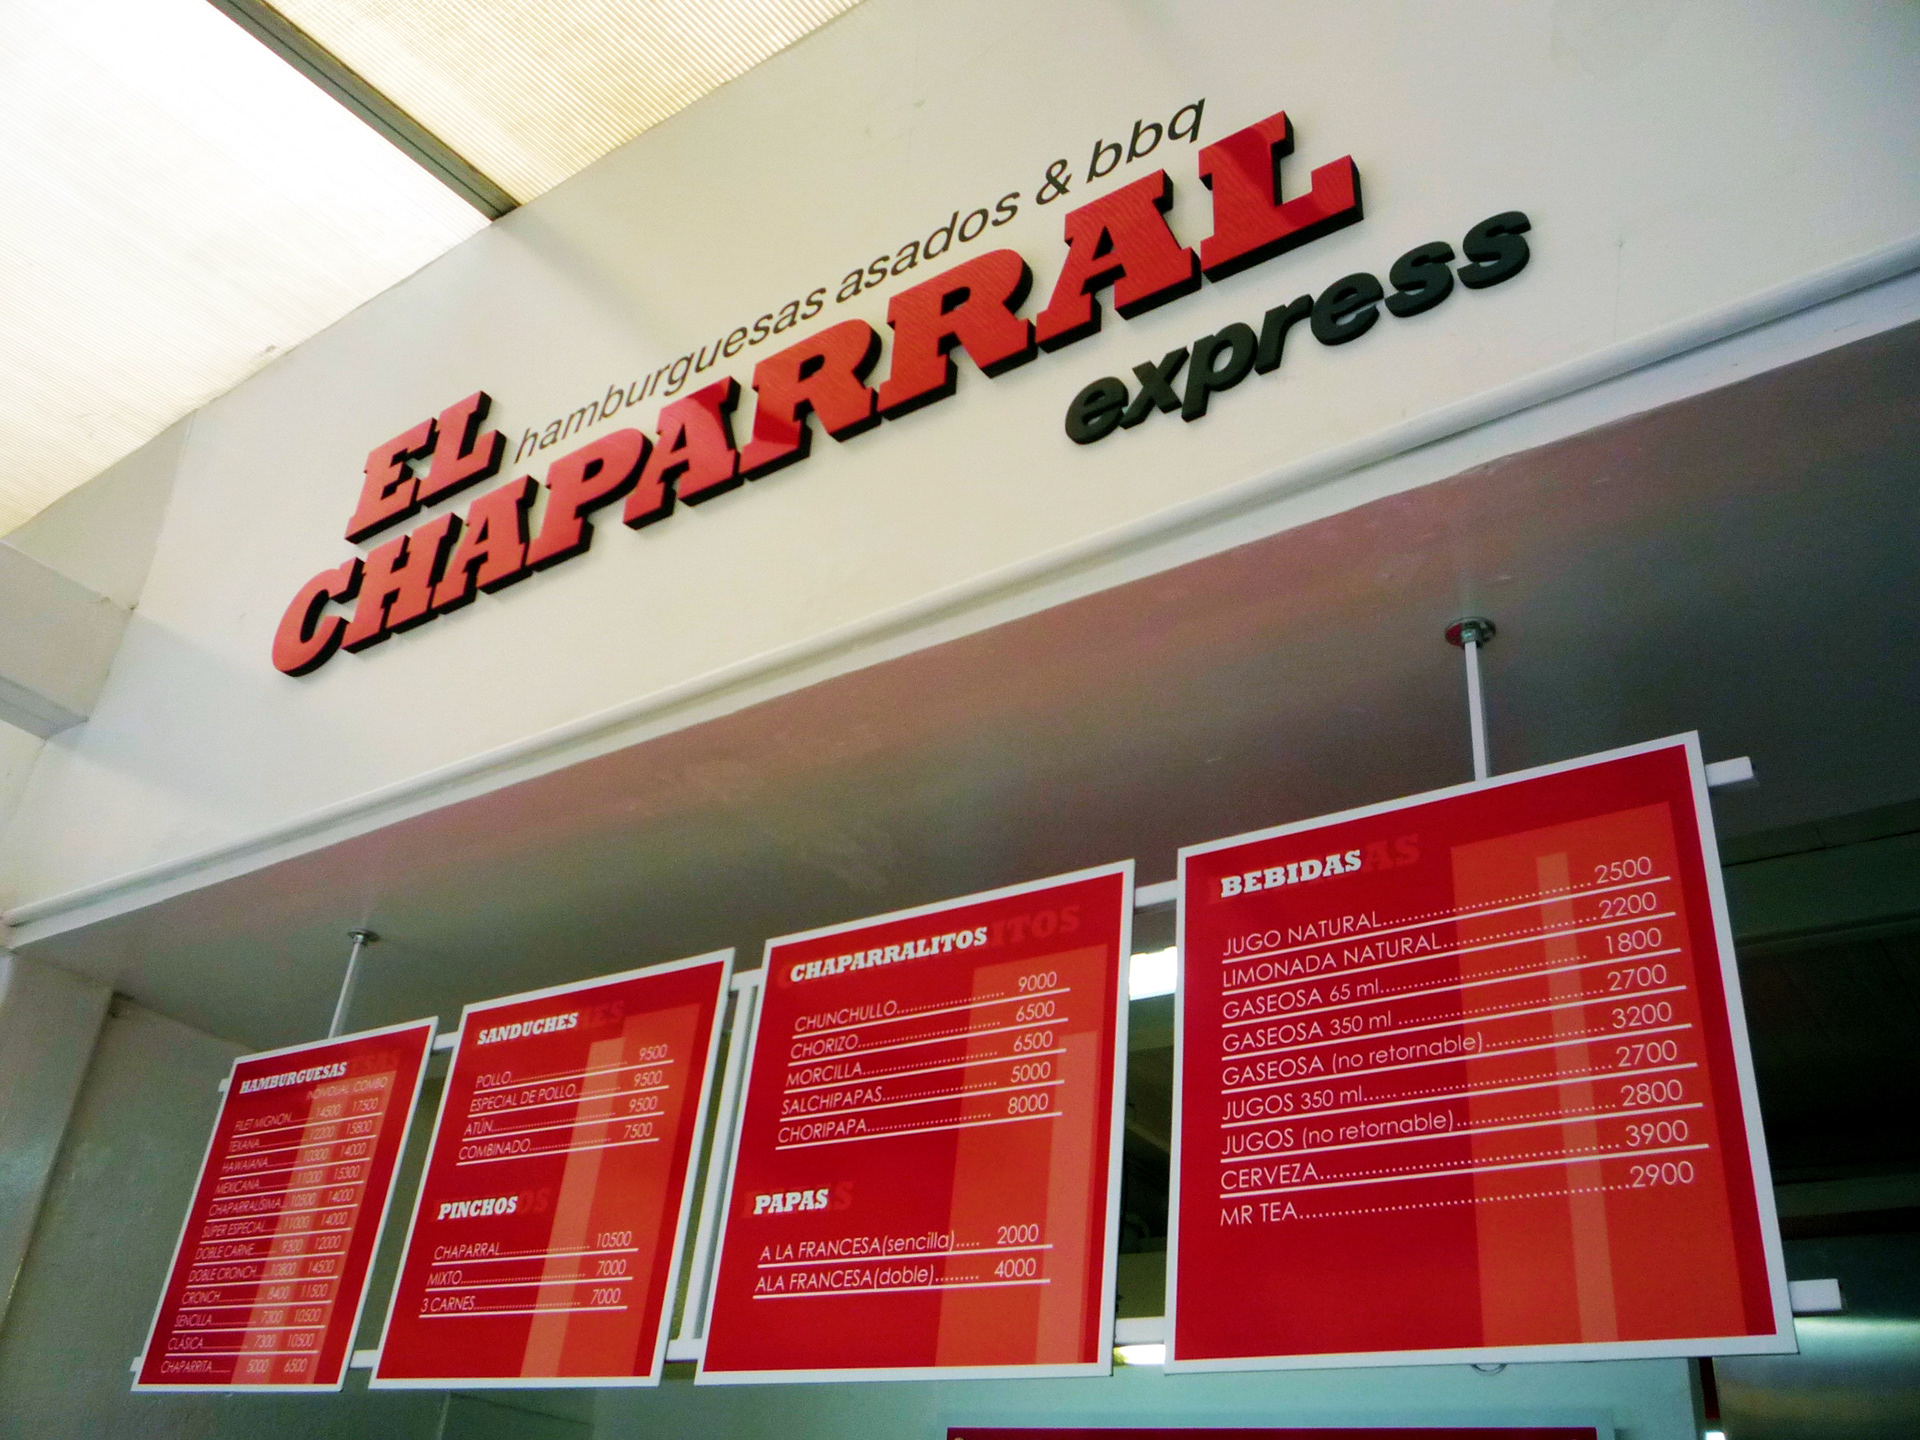 hamburguesas asados & bbq
EL
CHAPARRAL
express
HAMBURGUESAS
INDIVIDUAL COMBO
FILET MIGNON 14500 17500
TEXANA 12200 15800
HAWAIANA 10300 14000
MEXICANA 11000 15300
CHAPARRALÍSIMA 10500 14000
SÚPER ESPECIAL 11000 14000
DOBLE CARNE 9300 12000
DOBLE CRONCH 10800 14500
CRONCH 8400 11500
SENCILLA 7300 10500
CLÁSICA 7300 10500
CHAPARRITA 5000 6500
SANDUCHES
POLLO 9500
ESPECIAL DE POLLO 9500
ATÚN 9500
COMBINADO 7500
PINCHOS
CHAPARRAL 10500
MIXTO 7000
3 CARNES 7000
CHAPARRALITOS
CHUNCHULLO 9000
CHORIZO 6500
MORCILLA 6500
SALCHIPAPAS 5000
CHORIPAPA 8000
PAPAS
A LA FRANCESA(sencilla) 2000
ALA FRANCESA(doble) 4000
BEBIDAS
JUGO NATURAL 2500
LIMONADA NATURAL 2200
GASEOSA 65 ml 1800
GASEOSA 350 ml 2700
GASEOSA (no retornable) 3200
JUGOS 350 ml 2700
JUGOS (no retornable) 2800
CERVEZA 3900
MR TEA 2900